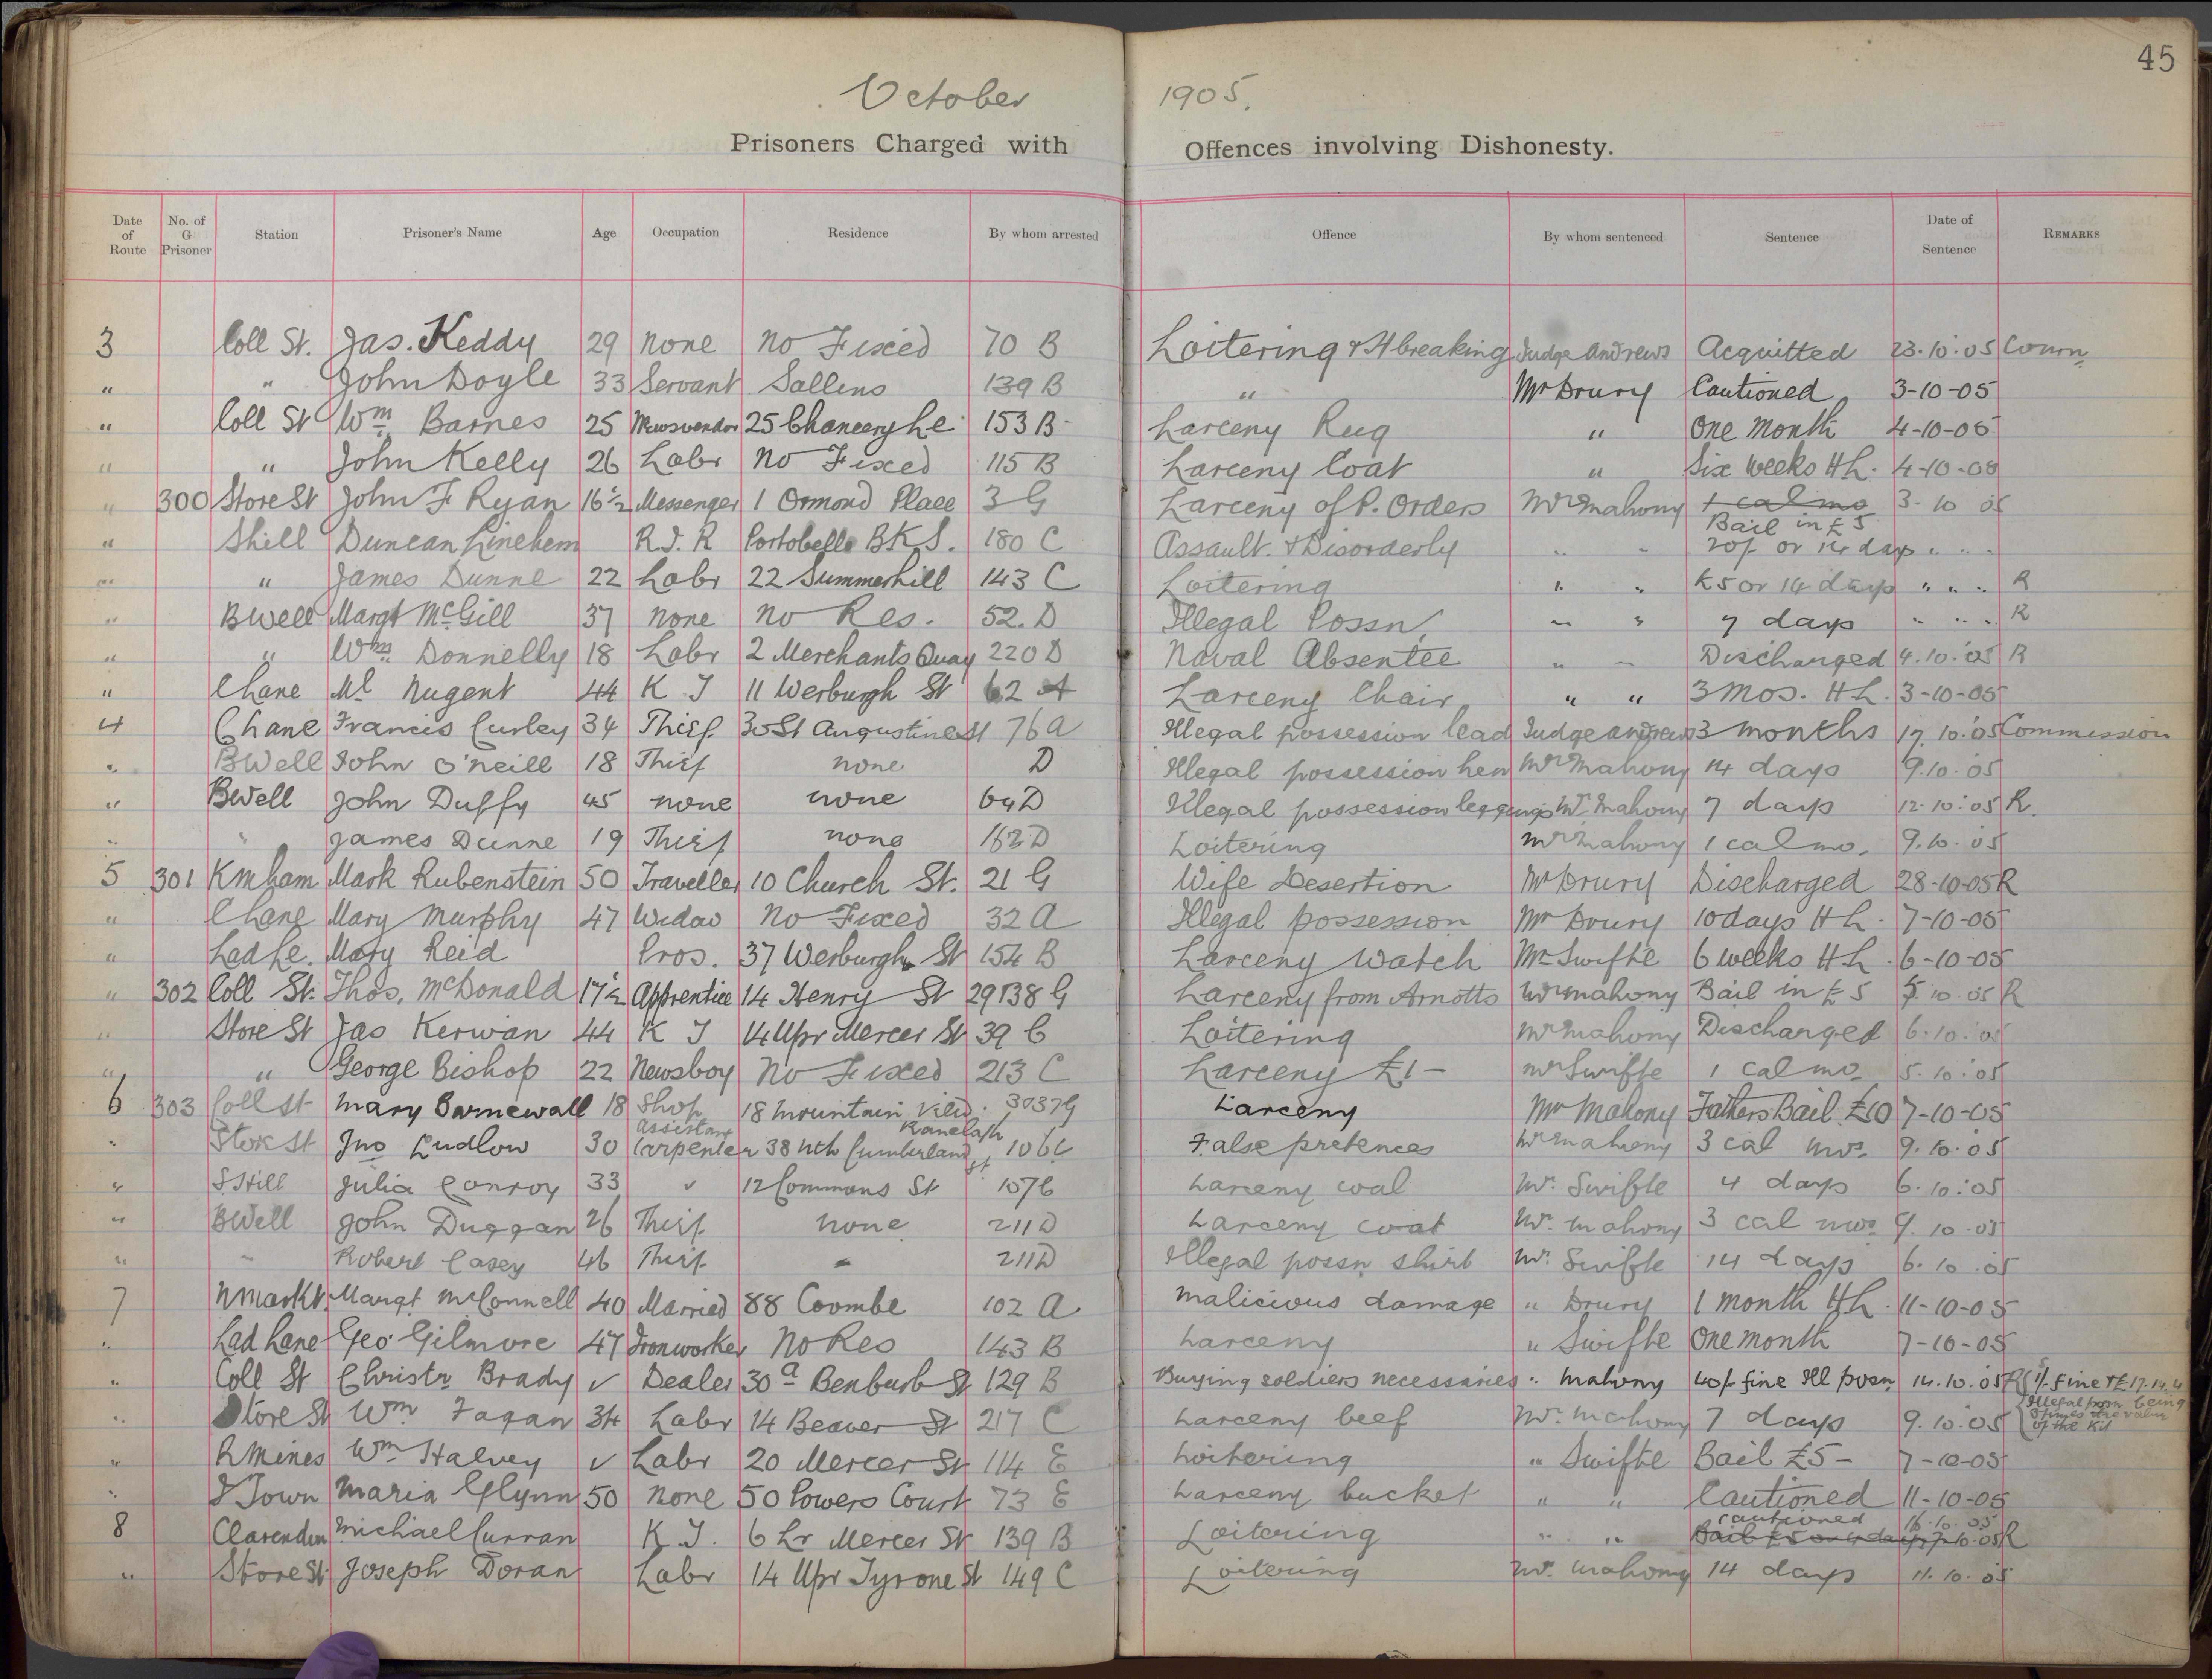 45
October 1905.
Prisoners Charged with Offences involving Dishonesty.
Date of Route No. of G Prisoner Station Prisoner's Name Age Occupation Residence By whom arrested Offence By whom sentenced Sentence Date of Sentence REMARKS
3 Coll St. Jas. Keddy 29 none No Fixed 70 B Loitering & Hbreaking Judge Andrews Acquitted 23.10.05 Comn
" " John Doyle 33 Servant Sallins 139 B " Mr Drury Cautioned 3-10-05
" Coll St Wm Barnes 25 Newsvendor 25 Chancery Le 153 B Larceny Rug " One Month 4-10-05
" " John Kelly 26 Labr No Fixed 115 B Larceny Coat " Six Weeks H L. 4-10-05
" 300 Store St John F Ryan 16½ Messenger 1 Ormond Place 3 G Larceny of P. Orders Mr Mahony 1 cal mo Bail in £5 3. 10 05
" Shill Duncan Linehem R.I.R Portobello BKS. 180 C Assault. & Disorderly " " 20/- or 14 days " " "
" " James Dunne 22 Labr 22 Summerhill 143 C Loitering " " £5 or 14 days " " " R
" BWell Margt McGill 37 none No Res. 52. D Illegal Possn " " 7 days " " " R
" " Wm Donnelly 18 Labr 2 Merchants Quay 220 D Naval Absentee " " Discharged 4.10.05 R
" Chane Ml Nugent 44 K J 11 Werburgh St 62 A Larceny Chair " " 3 Mos. H L. 3-10-05
4 Chane Francis Curley 34 Thief 30 St Augustine St 76 A Illegal possession lead Judge Andrews 3 months 17.10.05 Commission
" BWell John O'Neill 18 Thief none D Illegal possession hen Mr Mahony 14 days 9.10.05
" BWell John Duffy 45 none none 64 D Illegal possession leggings Mr. Mahony 7 days 12.10.05 R.
" " James Dunne 19 Thief none 162 D Loitering Mr Mahony 1 cal mo. 9.10.05
5 301 Kmham Mark Rubenstein 50 Traveller 10 Church St. 21 G Wife Desertion Mr Drury Discharged 28-10-05 R
" Chane Mary Murphy 47 Widow No Fixed 32 A Illegal possession Mr Drury 10 days H L. 7-10-05
" Lad Le. Mary Reid Pros. 37 Werburgh St 154 B Larceny Watch Mr Swifte 6 weeks H L. 6-10-05
" 302 Coll St. Thos. McDonald 17½ Apprentice 14 Henry St 29138 G Larceny from Arnotts Mr Mahony Bail in £5 5.10.05 R
" Store St Jas Kerwan 44 K J 14 Upr Mercer St 39 C Loitering Mr Mahony Discharged 6.10.05
" " George Bishop 22 Newsboy No Fixed 213 C Larceny £1- Mr Swifte 1 cal mo. 5.10.05
6 303 Coll St Mary Barnewall 18 Shop Assistant 18 Mountain View Ranelagh 3037 G Larceny Mr Mahony Fathers Bail £10 7-10-05
" Store St Jno Ludlow 30 Carpenter 38 Nth Cumberland St 106 C False pretences Mr Mahony 3 cal mos. 9.10.05
" S Hill Julia Conroy 33 v 12 Commons St 107 C Larceny coal Mr. Swifte 4 days 6.10.05
" BWell John Duggan 26 Thief none 211 D Larceny coat Mr. Mahony 3 cal mos 9.10.05
" " Robert Casey 46 Thief " 211 D Illegal possn shirt Mr. Swifte 14 days 6.10.05
7 Nmarkt Margt McConnell 40 Married 88 Coombe 102 A Malicious damage " Drury 1 Month H L. 11-10-05
" Lad Lane Geo Gilmore 47 Ironworker No Res 143 B Larceny " Swifte One month 7-10-05
" Coll St Christr Brady v Dealer 30 a Benburb St 129 B Buying soldiers necessaries " Mahony 40/- fine Ill possn 14.10.05 R 1/- fine & £17.14.4
" Store St Wm Fagan 34 Labr 14 Beaver St 217 C Larceny beef Mr. Mahony 7 days 9.10.05 Illegal possn being 3 times the value of the Kit
" R Mines Wm Halvey v Labr 20 Mercer St 114 E Loitering " Swifte Bail £5- 7-10-05
" I Town Maria Glynn 50 none 50 Powers Court 73 E Larceny bucket " " Cautioned 11-10-05
8 Clarendon Michael Curran K. J. 6 Lr Mercer St 139 B Loitering " " Cautioned 16.10.05 Bail £5 or 4 days 7.10.05 R
" Store St Joseph Doran Labr 14 Upr Tyrone St 149 C Loitering Mr. Mahony 14 days 11.10.05